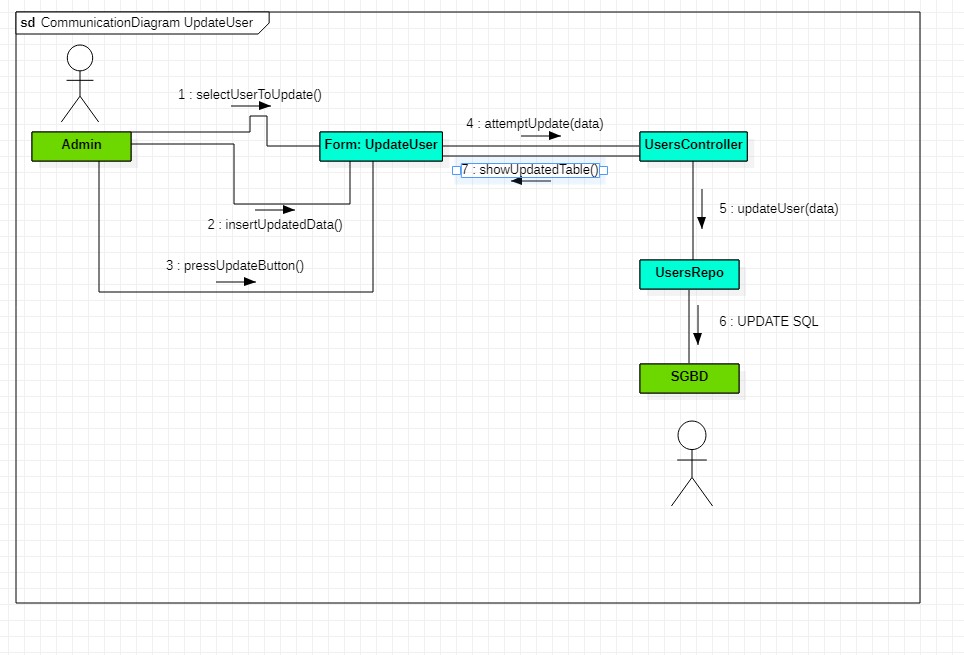 sd CommunicationDiagram UpdateUser
1 : selectUserToUpdate()
4 : attemptUpdate(data)
Admin
Form: UpdateUser
UsersController
7 : showUpdatedTable()
5 : updateUser(data)
2 : insertUpdatedData()
3 : pressUpdateButton()
UsersRepo
6 : UPDATE SQL
SGBD